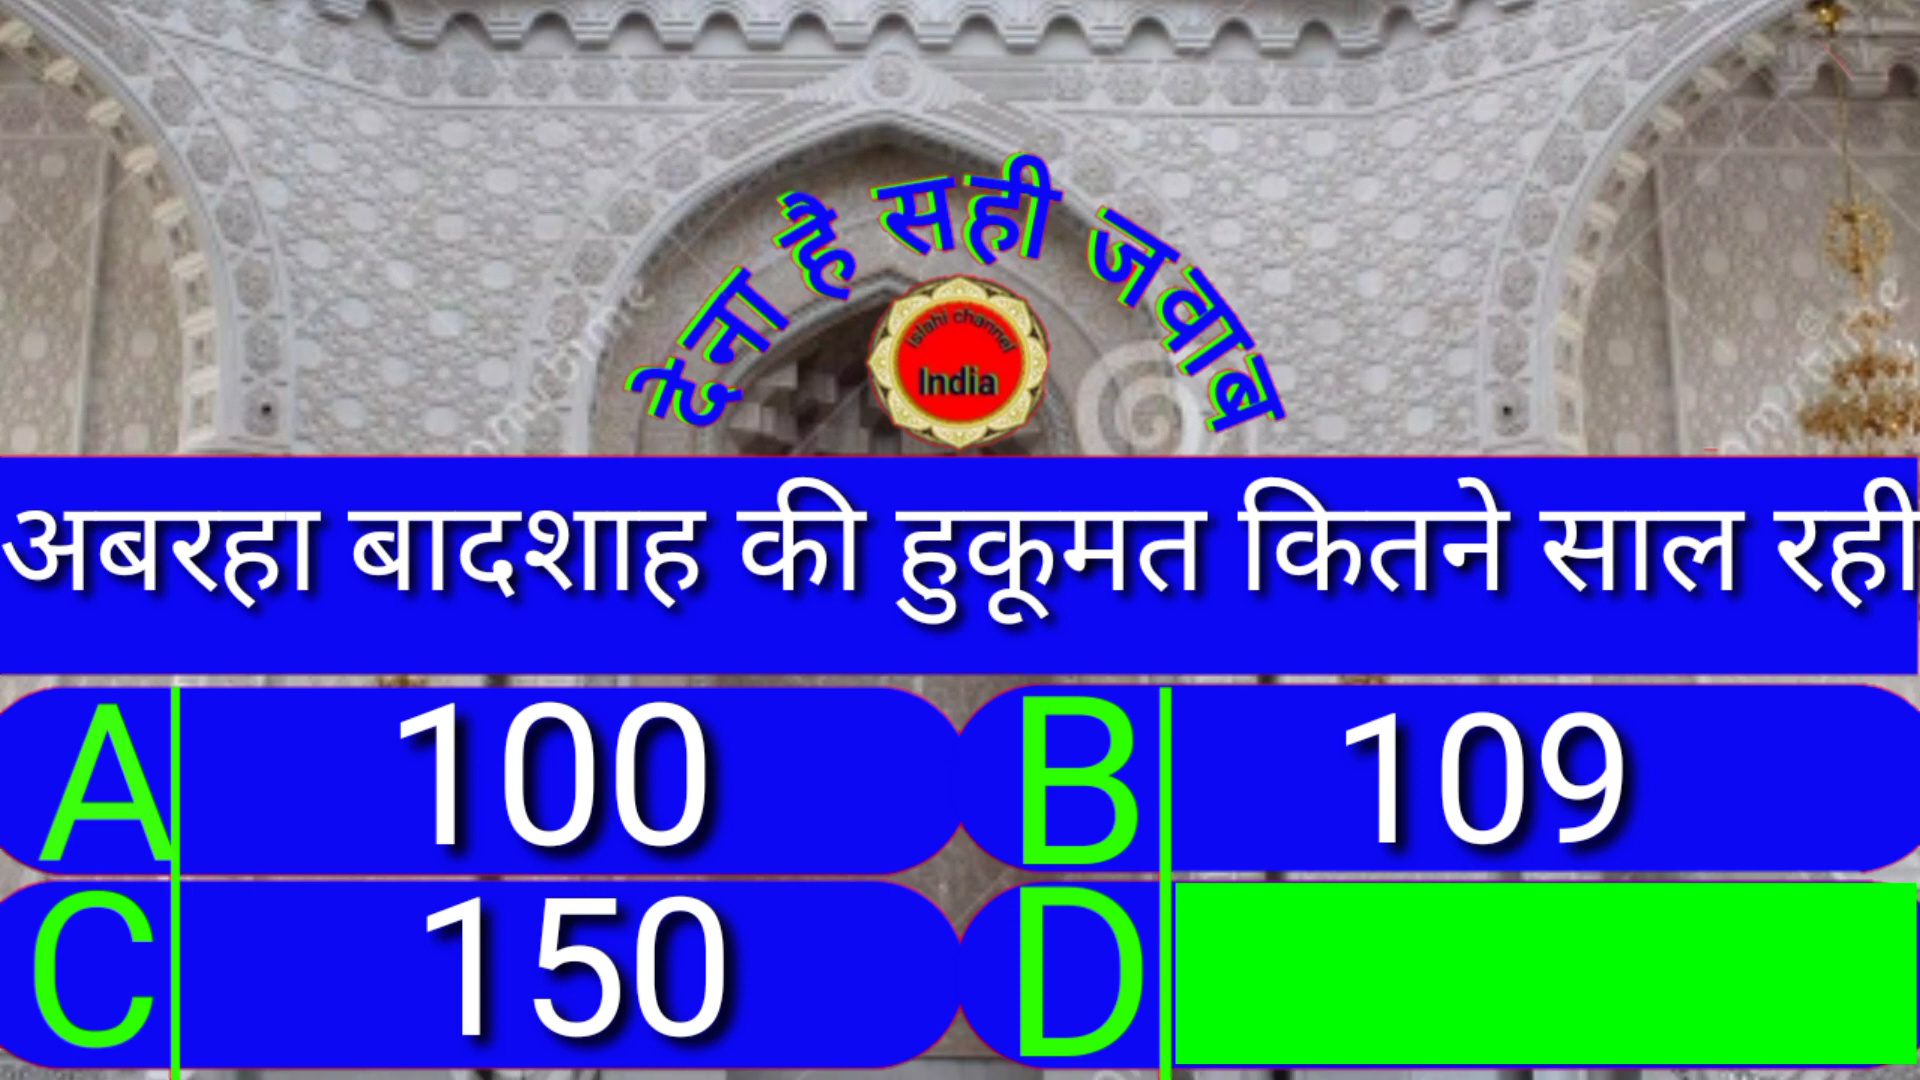 देना है सही जवाब
islahi channel
India
अबरहा बादशाह की हुकूमत कितने साल रही
A 100
B 109
C 150
D